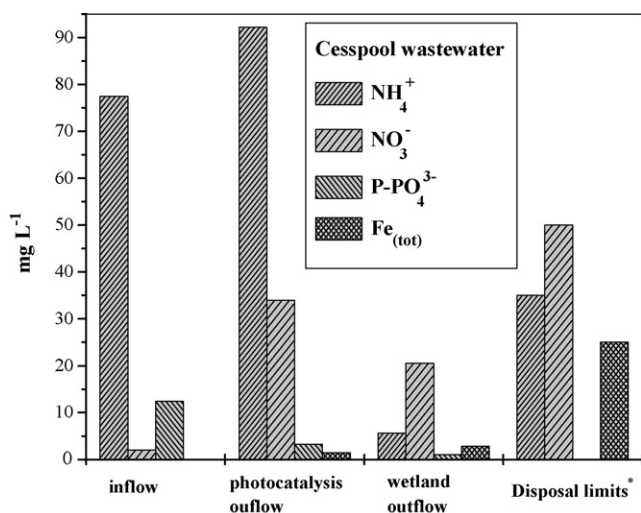 90
80
70
60
50
40
30
20
10
0
mg L⁻¹
Cesspool wastewater
NH₄⁺
NO₃⁻
P-PO₄³⁻
Fe₍tot₎
inflow
photocatalysis
ouflow
wetland
outflow
Disposal limits*